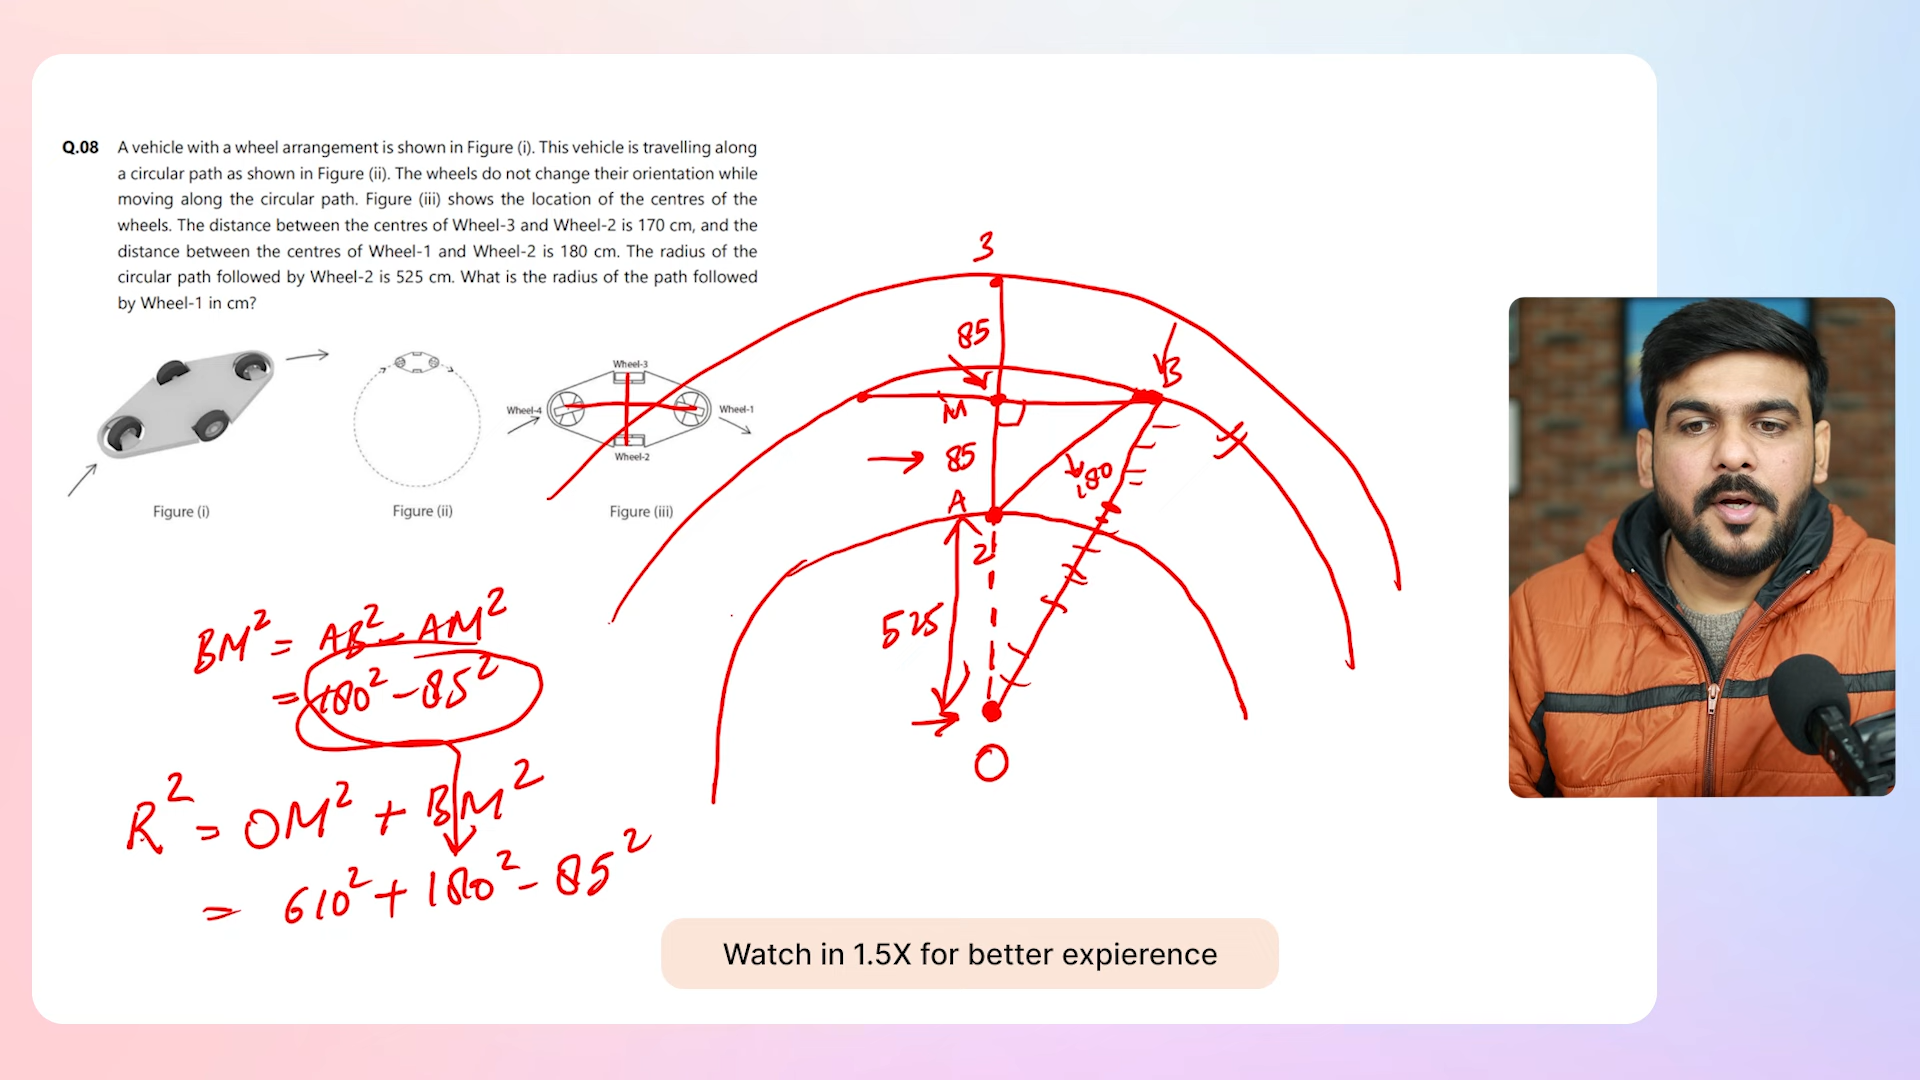 Q.08 A vehicle with a wheel arrangement is shown in Figure (i). This vehicle is travelling along
a circular path as shown in Figure (ii). The wheels do not change their orientation while
moving along the circular path. Figure (iii) shows the location of the centres of the
wheels. The distance between the centres of Wheel-3 and Wheel-2 is 170 cm, and the
distance between the centres of Wheel-1 and Wheel-2 is 180 cm. The radius of the
circular path followed by Wheel-2 is 525 cm. What is the radius of the path followed
by Wheel-1 in cm?
Wheel-3
Wheel-4
Wheel-1
Wheel-2
Figure (i)
Figure (ii)
Figure (iii)
3
85
B
M
85
180
A
2
525
O
BM² = AB² - AM²
= 180² - 85²
R² = OM² + BM²
= 610² + 180² - 85²
Watch in 1.5X for better expierence